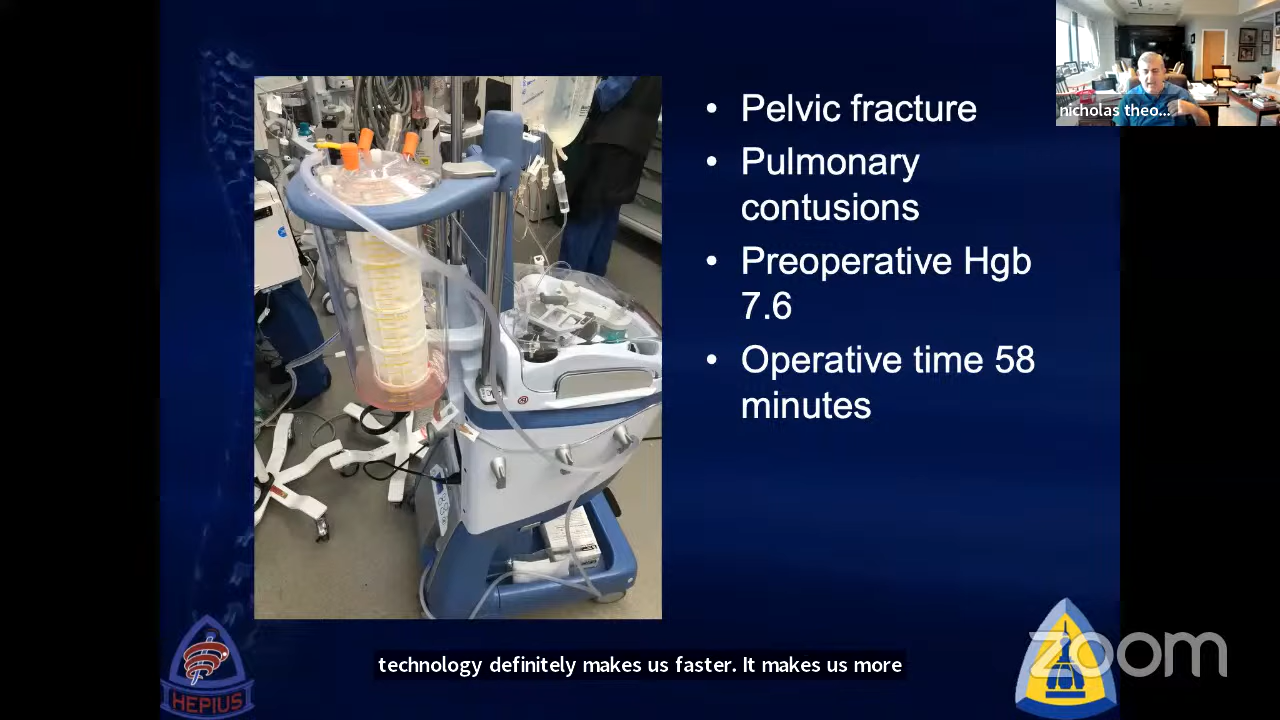 nicholas theo...
• Pelvic fracture
• Pulmonary
contusions
• Preoperative Hgb
7.6
• Operative time 58
minutes
technology definitely makes us faster. It makes us more
zoom
HEPIUS